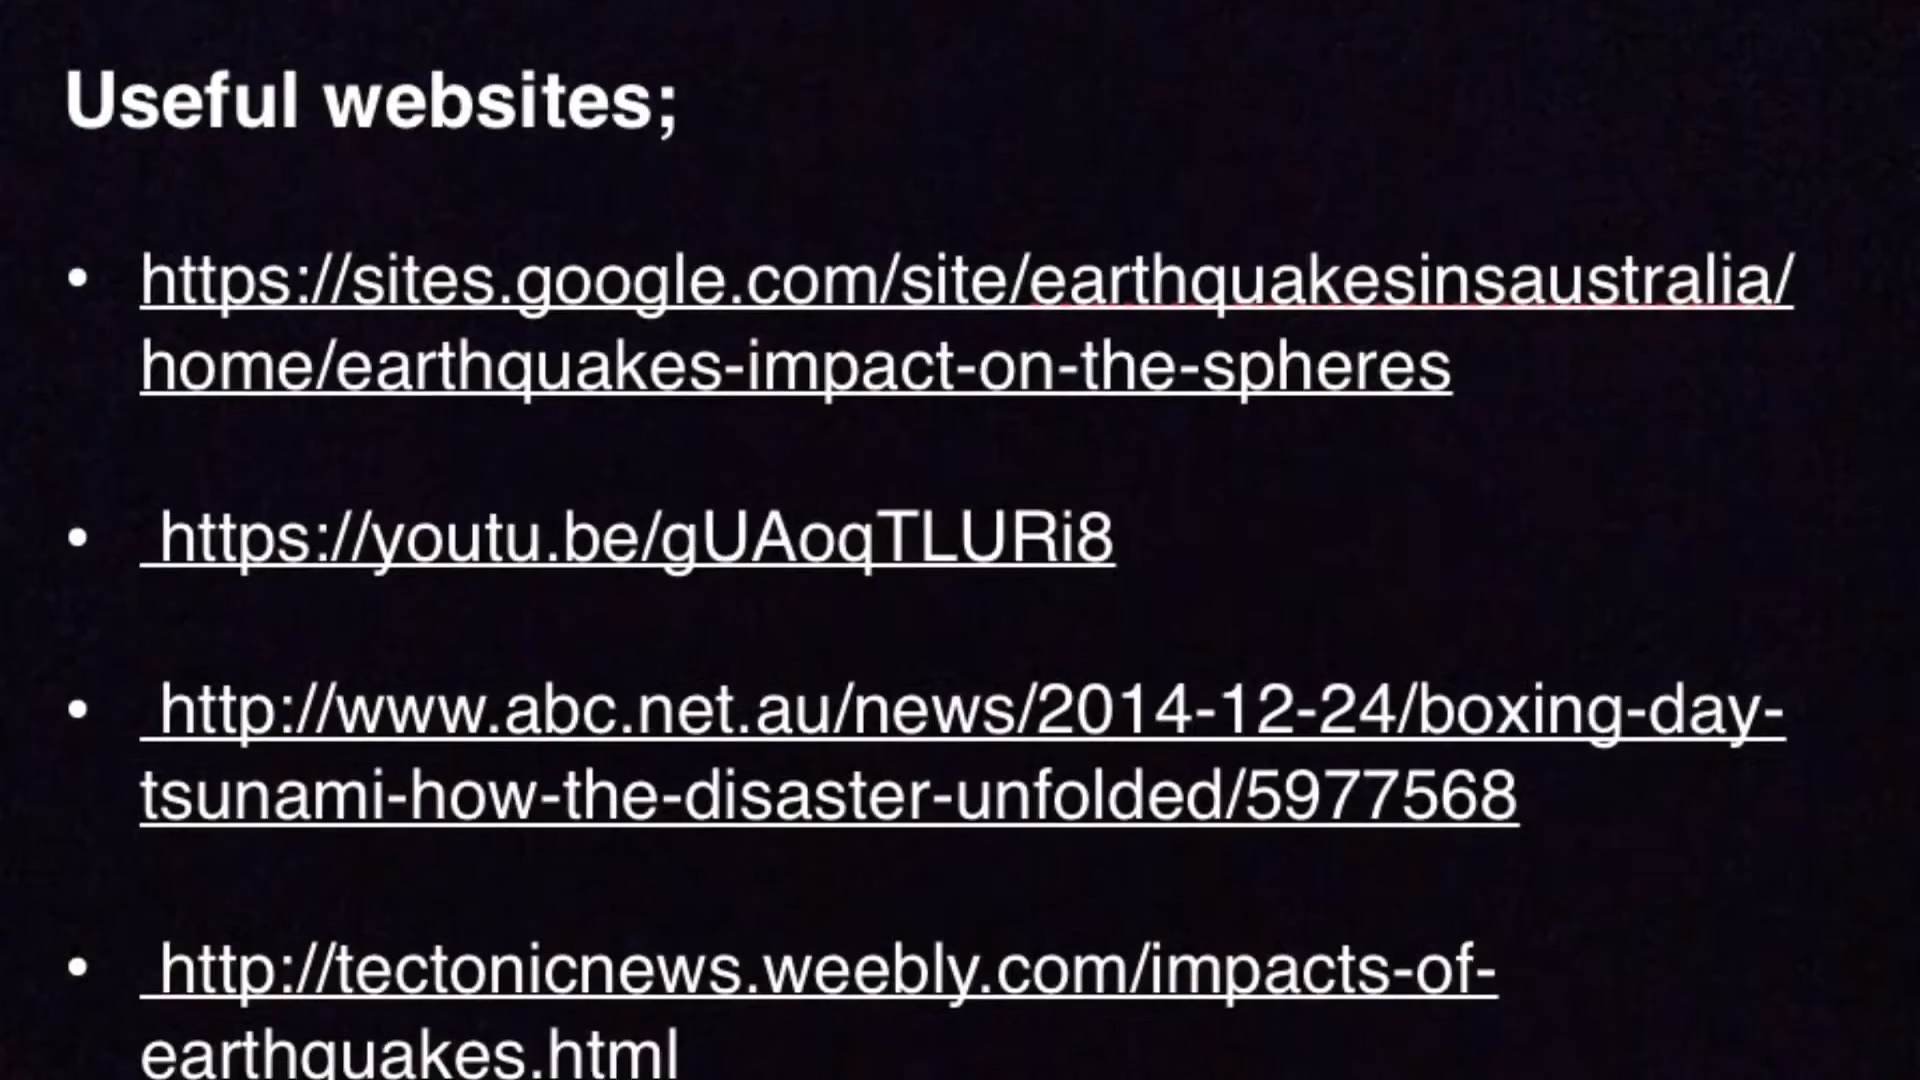 Useful websites;
• https://sites.google.com/site/earthquakesinsaustralia/
home/earthquakes-impact-on-the-spheres
• https://youtu.be/gUAoqTLURi8
• http://www.abc.net.au/news/2014-12-24/boxing-day-
tsunami-how-the-disaster-unfolded/5977568
• http://tectonicnews.weebly.com/impacts-of-
earthquakes.html